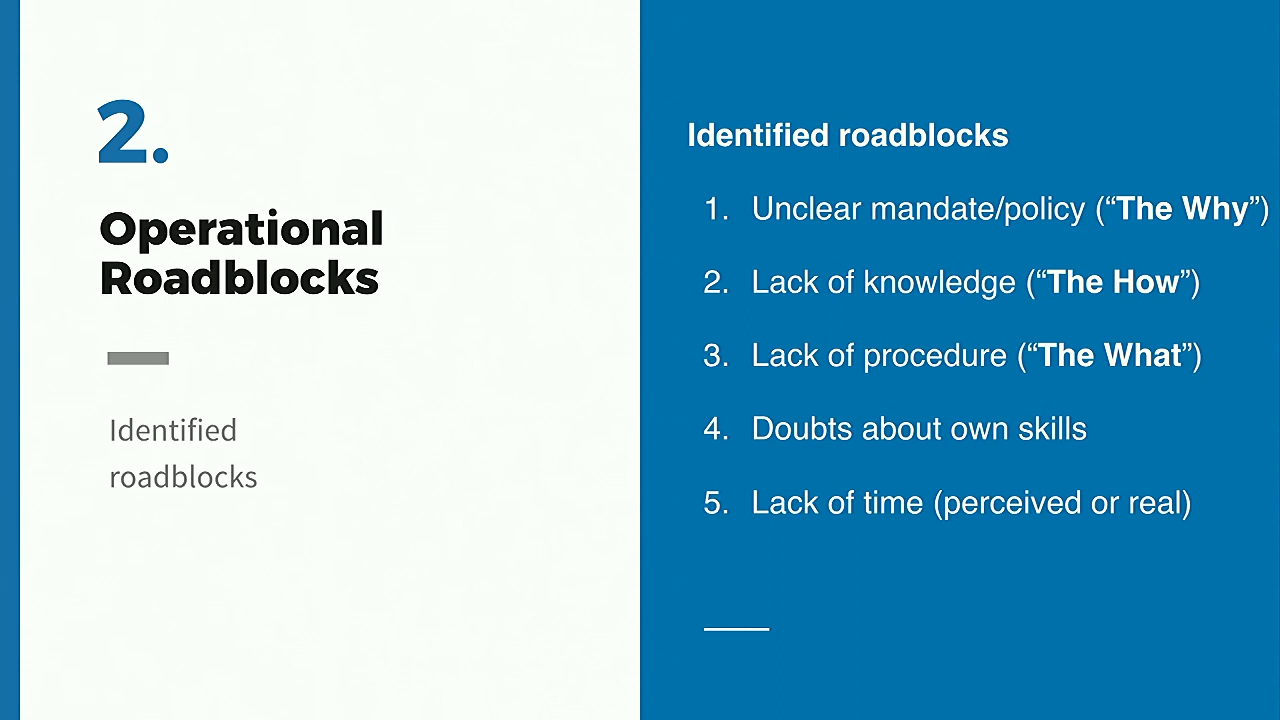 2.
Operational
Roadblocks
Identified
roadblocks
Identified roadblocks
1. Unclear mandate/policy (“The Why”)
2. Lack of knowledge (“The How”)
3. Lack of procedure (“The What”)
4. Doubts about own skills
5. Lack of time (perceived or real)